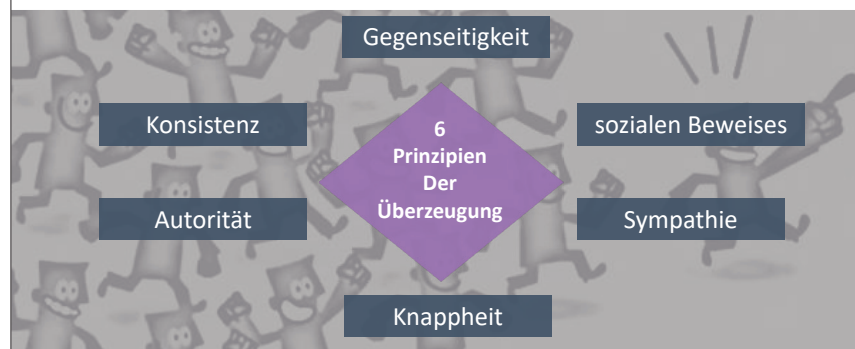 Gegenseitigkeit
Konsistenz
sozialen Beweises
6
Prinzipien
Der
Überzeugung
Autorität
Sympathie
Knappheit